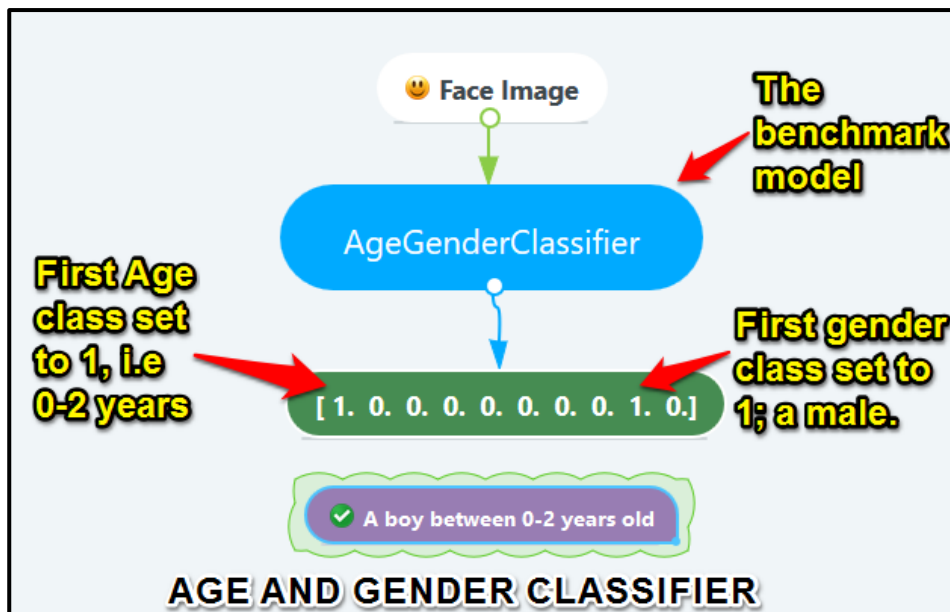 😃 Face Image
The
benchmark
model
AgeGenderClassifier
First Age
class set
to 1, i.e
0-2 years
First gender
class set to
1; a male.
[ 1. 0. 0. 0. 0. 0. 0. 0. 1. 0.]
A boy between 0-2 years old
AGE AND GENDER CLASSIFIER